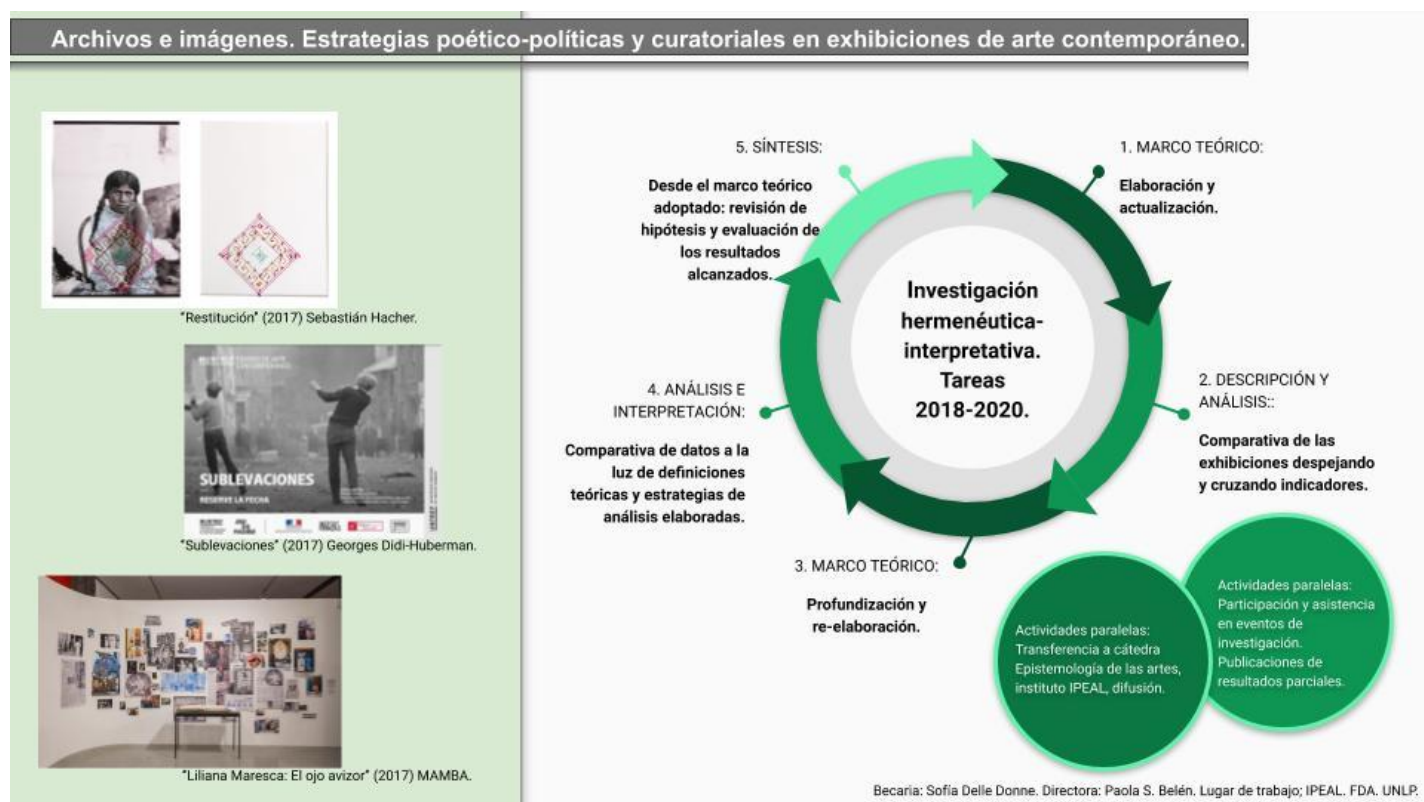 Archivos e imágenes. Estrategias poético-políticas y curatoriales en exhibiciones de arte contemporáneo.
"Restitución" (2017) Sebastián Hacher.
SUBLEVACIONES
RESERVE LA FECHA
"Sublevaciones" (2017) Georges Didi-Huberman.
"Liliana Maresca: El ojo avizor" (2017) MAMBA.
Investigación
hermenéutica-
interpretativa.
Tareas
2018-2020.
1. MARCO TEÓRICO:
Elaboración y
actualización.
2. DESCRIPCIÓN Y
ANÁLISIS::
Comparativa de las
exhibiciones despejando
y cruzando indicadores.
3. MARCO TEÓRICO:
Profundización y
re-elaboración.
4. ANÁLISIS E
INTERPRETACIÓN:
Comparativa de datos a la
luz de definiciones
teóricas y estrategias de
análisis elaboradas.
5. SÍNTESIS:
Desde el marco teórico
adoptado: revisión de
hipótesis y evaluación de
los resultados
alcanzados.
Actividades paralelas:
Transferencia a cátedra
Epistemología de las artes,
instituto IPEAL, difusión.
Actividades paralelas:
Participación y asistencia
en eventos de
investigación.
Publicaciones de
resultados parciales.
Becaria: Sofía Delle Donne. Directora: Paola S. Belén. Lugar de trabajo; IPEAL. FDA. UNLP.